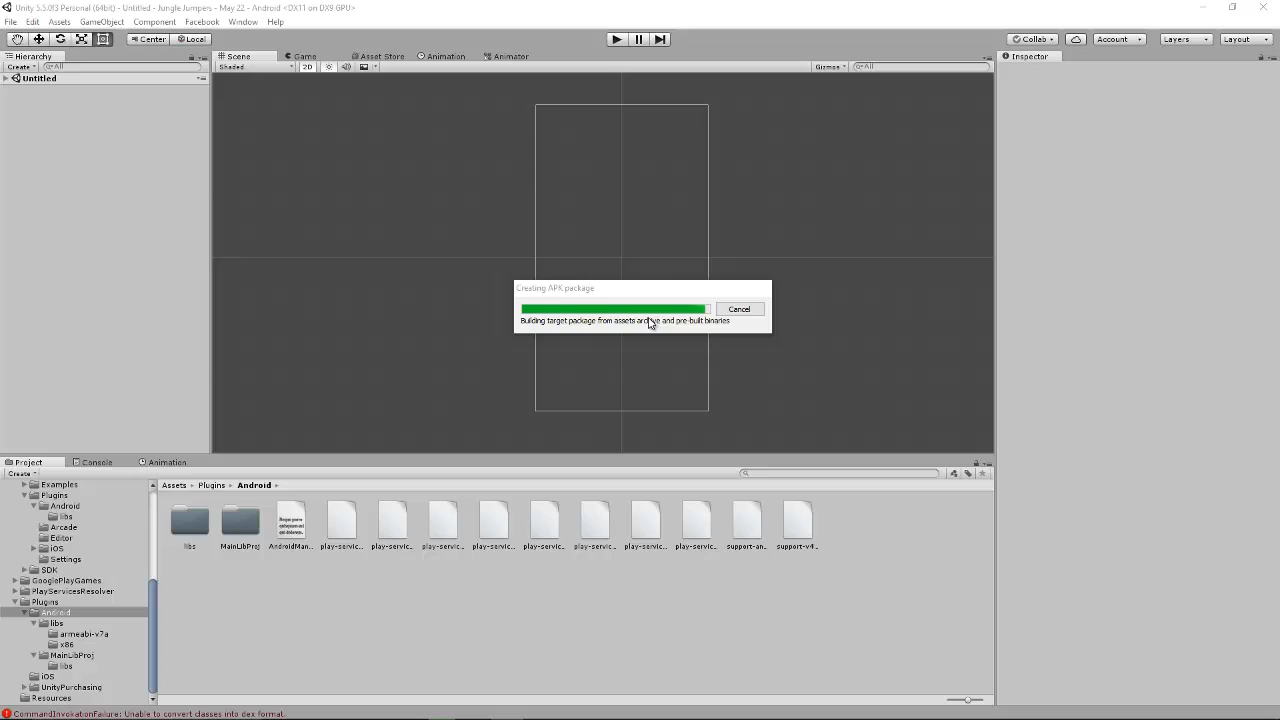 Unity 5.5.0f3 Personal (64bit) - Untitled - Jungle Jumpers - May 22 - Android <DX11 on DX9 GPU>
File Edit Assets GameObject Component Facebook Window Help
Center Local Collab Account Layers Layout
Hierarchy Scene Game Asset Store Animation Animator Inspector
Create All Shaded 2D Gizmos All
Untitled
Creating APK package
Cancel
Building target package from assets archive and pre-built binaries
Project Console Animation
Create
Examples
Plugins
Android
libs
Arcade
Editor
iOS
Settings
SDK
GooglePlayGames
PlayServicesResolver
Plugins
Android
libs
armeabi-v7a
x86
MainLibProj
libs
iOS
UnityPurchasing
Resources
Assets Plugins Android
libs MainLibProj AndroidMan... play-servic... play-servic... play-servic... play-servic... play-servic... play-servic... play-servic... play-servic... support-an... support-v4...
CommandInvokationFailure: Unable to convert classes into dex format.